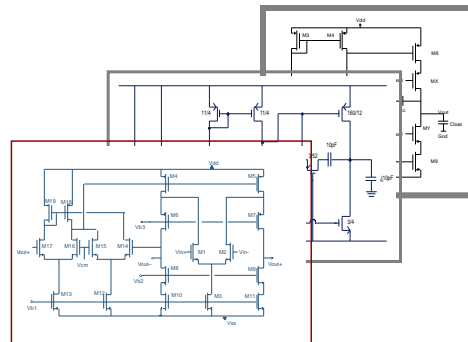 Vdd
M3 M4
M8
MX
Vout
Cload
Gnd
MY
M9
11/4 11/4 160/12
10pF
10pF
3/4
Vdd
M4 M5
M19 M18
M6 M7
Vb3
Vout+ M17 M16 M15 M14
Vcm
Vin+ M1 M2 Vin-
Vout- Vout+
M8 M9
Vb2
M13 M12 M10 M3 M11
Vb1
Vss